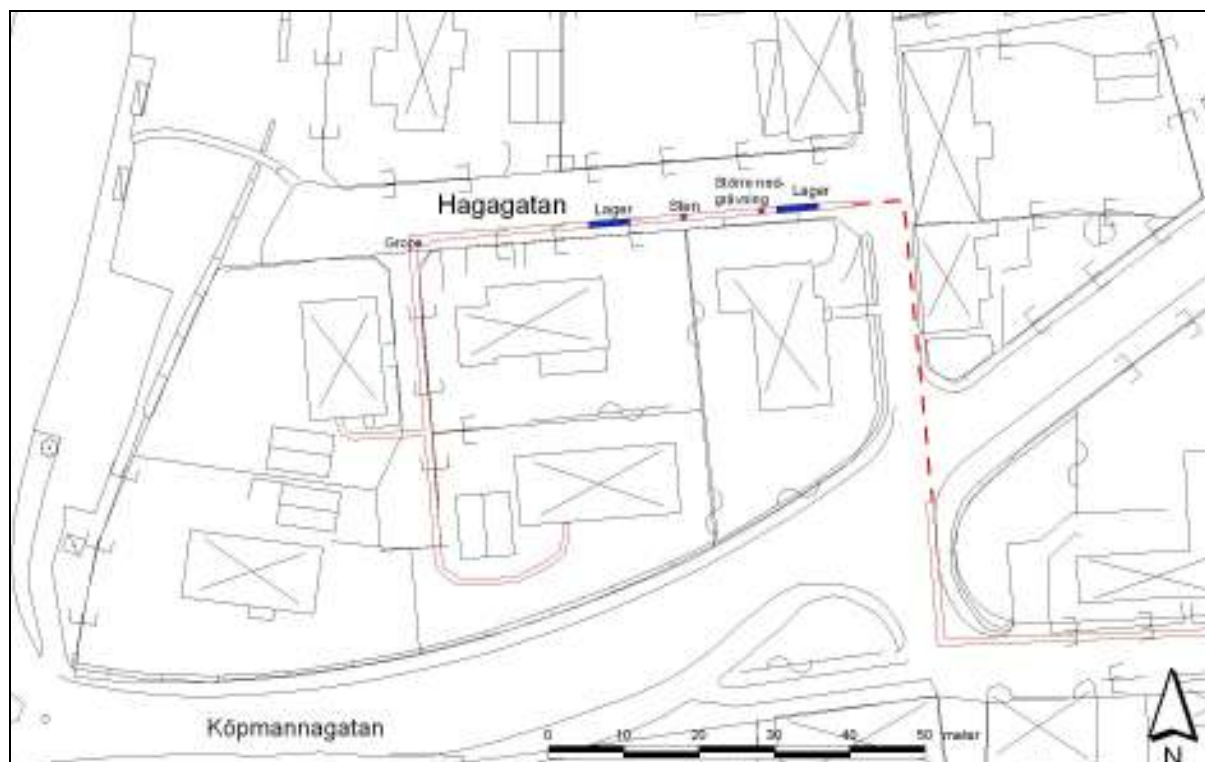 Större ned-
Lager
Lager
Sten
grävning
Hagagatan
Grop
Köpmannagatan
0 10 20 30 40 50 meter
N